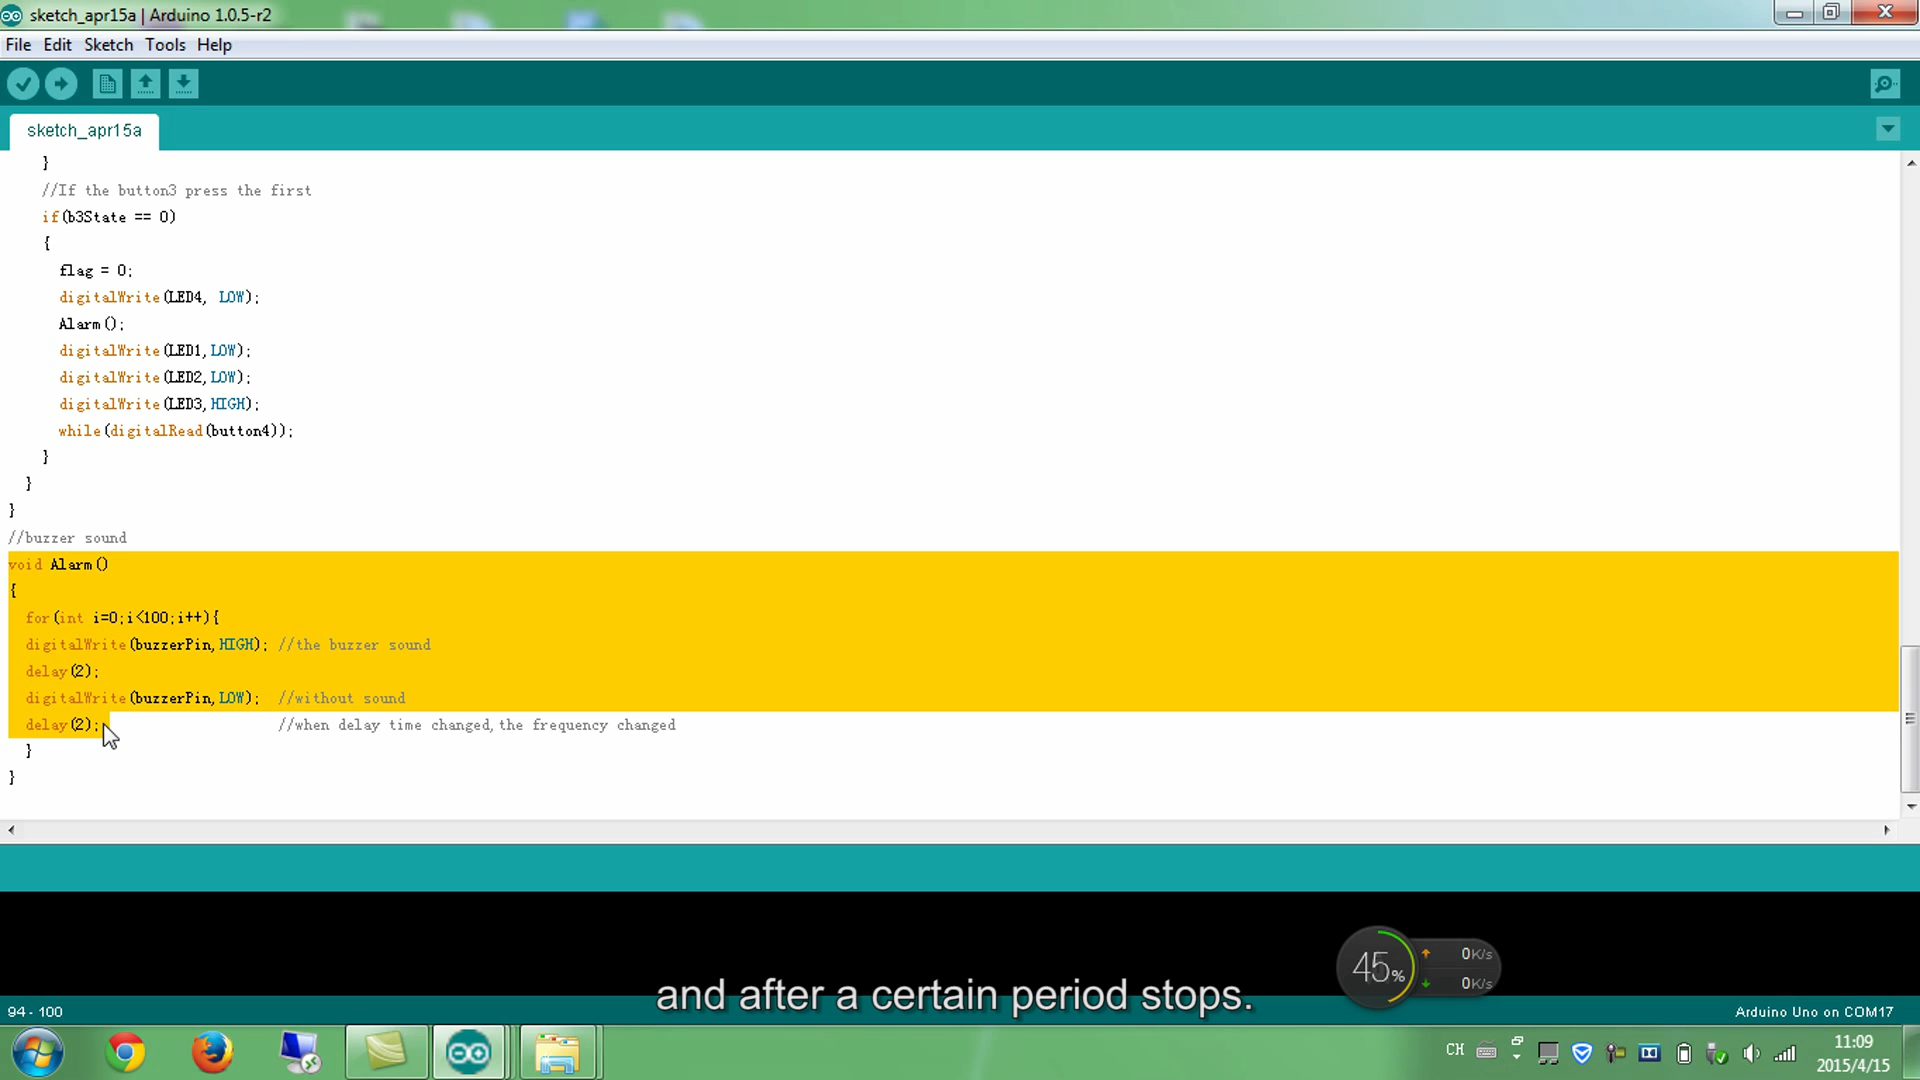 sketch_apr15a | Arduino 1.0.5-r2
File Edit Sketch Tools Help
sketch_apr15a
}
//If the button3 press the first
if(b3State == 0)
{
flag = 0;
digitalWrite(LED4, LOW);
Alarm();
digitalWrite(LED1,LOW);
digitalWrite(LED2,LOW);
digitalWrite(LED3,HIGH);
while(digitalRead(button4));
}
}
}
//buzzer sound
void Alarm()
{
for(int i=0;i<100;i++){
digitalWrite(buzzerPin,HIGH); //the buzzer sound
delay(2);
digitalWrite(buzzerPin,LOW); //without sound
delay(2); //when delay time changed,the frequency changed
}
}
45% 0K/s
0K/s
and after a certain period stops.
94 - 100
Arduino Uno on COM17
CH
11:09
2015/4/15